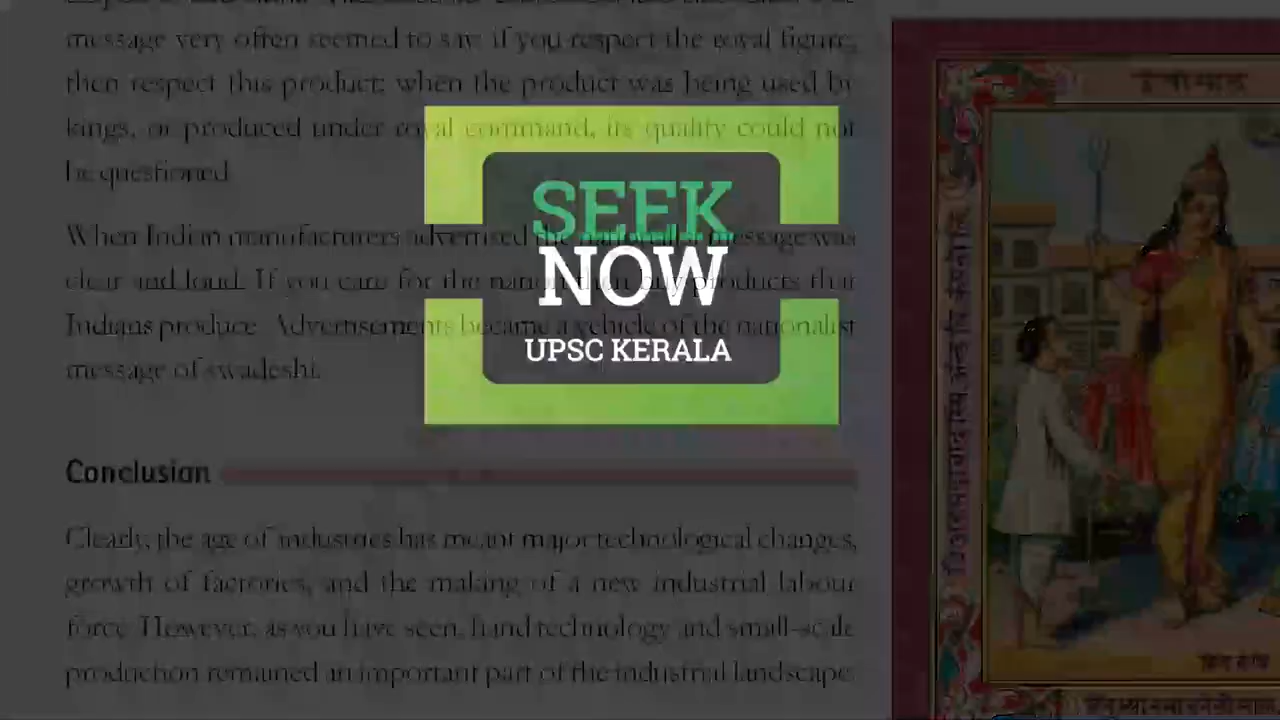 message very often seemed to say: if you respect the royal figure,
then respect this product; when the product was being used by
kings, or produced under royal command, its quality could not
be questioned.
When Indian manufacturers advertised the nationalist message was
clear and loud. If you care for the nation then buy products that
Indians produce. Advertisements became a vehicle of the nationalist
message of swadeshi.
SEEK
NOW
UPSC KERALA
Conclusion
Clearly, the age of industries has meant major technological changes,
growth of factories, and the making of a new industrial labour
force. However, as you have seen, hand technology and small-scale
production remained an important part of the industrial landscape.